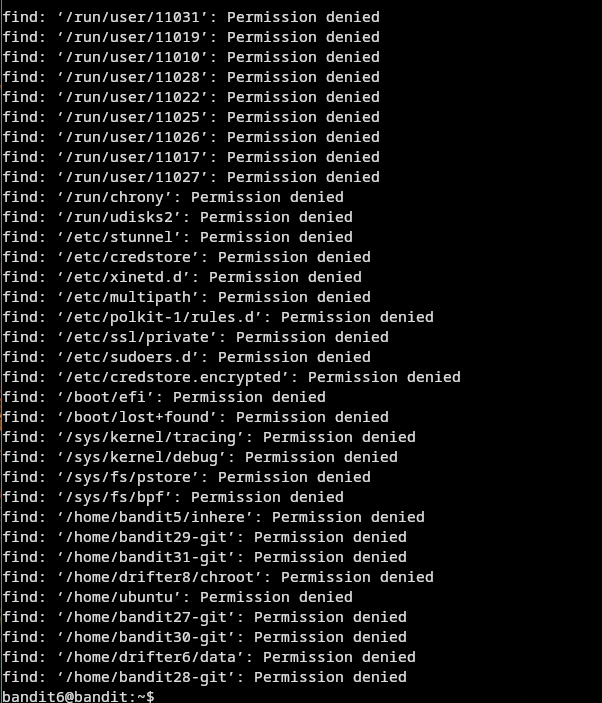 find: ‘/run/user/11031’: Permission denied
find: ‘/run/user/11019’: Permission denied
find: ‘/run/user/11010’: Permission denied
find: ‘/run/user/11028’: Permission denied
find: ‘/run/user/11022’: Permission denied
find: ‘/run/user/11025’: Permission denied
find: ‘/run/user/11026’: Permission denied
find: ‘/run/user/11017’: Permission denied
find: ‘/run/user/11027’: Permission denied
find: ‘/run/chrony’: Permission denied
find: ‘/run/udisks2’: Permission denied
find: ‘/etc/stunnel’: Permission denied
find: ‘/etc/credstore’: Permission denied
find: ‘/etc/xinetd.d’: Permission denied
find: ‘/etc/multipath’: Permission denied
find: ‘/etc/polkit-1/rules.d’: Permission denied
find: ‘/etc/ssl/private’: Permission denied
find: ‘/etc/sudoers.d’: Permission denied
find: ‘/etc/credstore.encrypted’: Permission denied
find: ‘/boot/efi’: Permission denied
find: ‘/boot/lost+found’: Permission denied
find: ‘/sys/kernel/tracing’: Permission denied
find: ‘/sys/kernel/debug’: Permission denied
find: ‘/sys/fs/pstore’: Permission denied
find: ‘/sys/fs/bpf’: Permission denied
find: ‘/home/bandit5/inhere’: Permission denied
find: ‘/home/bandit29-git’: Permission denied
find: ‘/home/bandit31-git’: Permission denied
find: ‘/home/drifter8/chroot’: Permission denied
find: ‘/home/ubuntu’: Permission denied
find: ‘/home/bandit27-git’: Permission denied
find: ‘/home/bandit30-git’: Permission denied
find: ‘/home/drifter6/data’: Permission denied
find: ‘/home/bandit28-git’: Permission denied
bandit6@bandit:~$